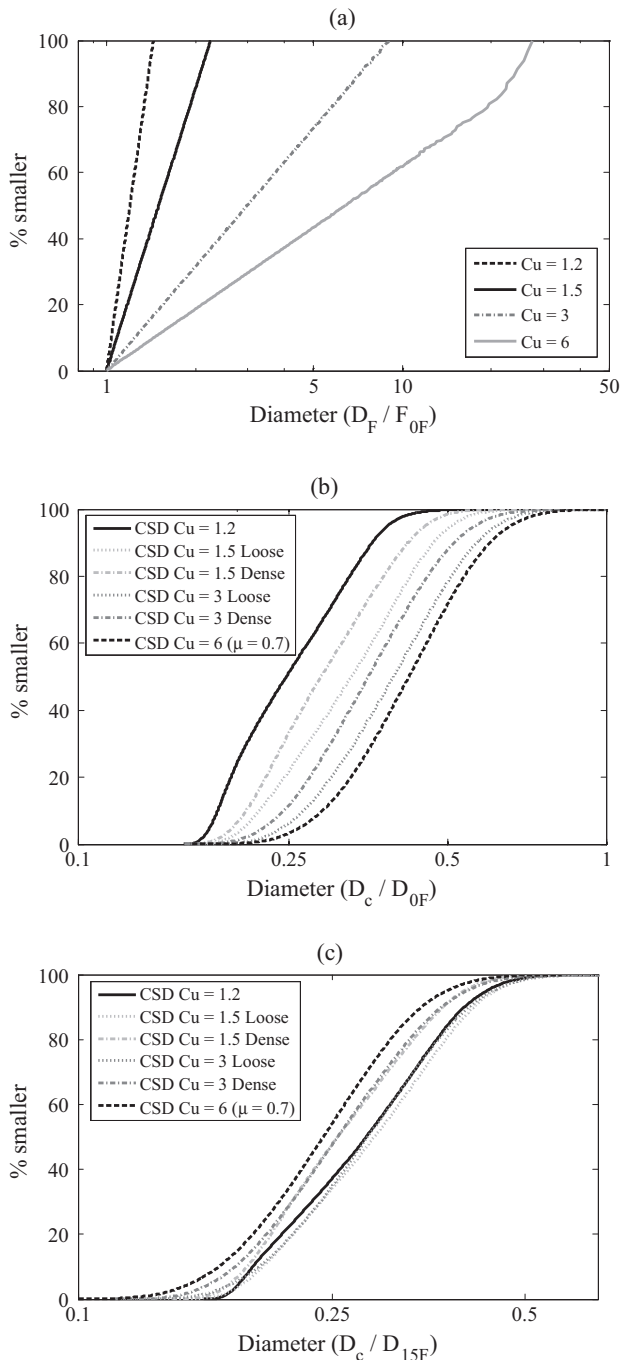 (a)
100
80
60
40
20
0
% smaller
Cu = 1.2
Cu = 1.5
Cu = 3
Cu = 6
1 5 10 50
Diameter (D_F / F_0F)
(b)
100
80
60
40
20
0
% smaller
CSD Cu = 1.2
CSD Cu = 1.5 Loose
CSD Cu = 1.5 Dense
CSD Cu = 3 Loose
CSD Cu = 3 Dense
CSD Cu = 6 (μ = 0.7)
0.1 0.25 0.5 1
Diameter (D_c / D_0F)
(c)
100
80
60
40
20
0
% smaller
CSD Cu = 1.2
CSD Cu = 1.5 Loose
CSD Cu = 1.5 Dense
CSD Cu = 3 Loose
CSD Cu = 3 Dense
CSD Cu = 6 (μ = 0.7)
0.1 0.25 0.5
Diameter (D_c / D_15F)